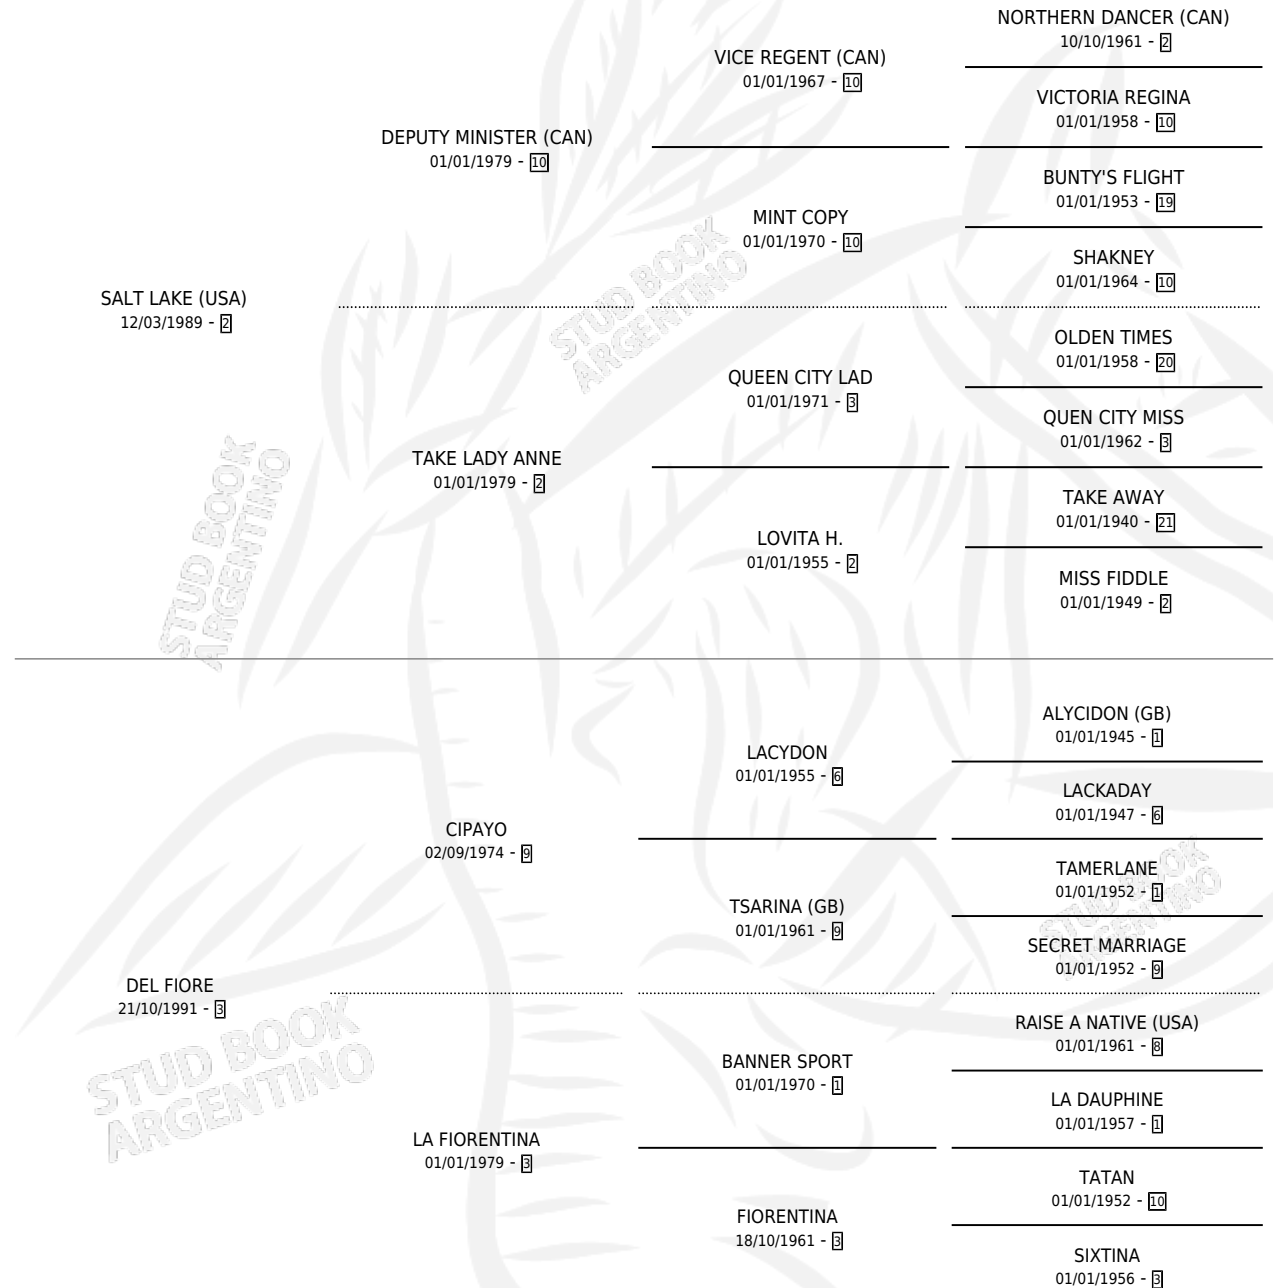 NORTHERN DANCER (CAN)
10/10/1961 - 2
VICE REGENT (CAN)
01/01/1967 - 10
VICTORIA REGINA
01/01/1958 - 10
DEPUTY MINISTER (CAN)
01/01/1979 - 10
BUNTY'S FLIGHT
01/01/1953 - 19
MINT COPY
01/01/1970 - 10
SHAKNEY
01/01/1964 - 10
SALT LAKE (USA)
12/03/1989 - 2
STUD BOOK
ARGENTINO
OLDEN TIMES
01/01/1958 - 20
QUEEN CITY LAD
01/01/1971 - 3
QUEN CITY MISS
01/01/1962 - 3
TAKE LADY ANNE
01/01/1979 - 2
TAKE AWAY
01/01/1940 - 21
LOVITA H.
01/01/1955 - 2
MISS FIDDLE
01/01/1949 - 2
STUD BOOK
ARGENTINO
ALYCIDON (GB)
01/01/1945 - 1
LACYDON
01/01/1955 - 6
LACKADAY
01/01/1947 - 6
CIPAYO
02/09/1974 - 9
TAMERLANE
01/01/1952 - 1
STUD BOOK
ARGENTINO
TSARINA (GB)
01/01/1961 - 9
SECRET MARRIAGE
01/01/1952 - 9
DEL FIORE
21/10/1991 - 3
RAISE A NATIVE (USA)
01/01/1961 - 8
STUD BOOK
ARGENTINO
BANNER SPORT
01/01/1970 - 1
LA DAUPHINE
01/01/1957 - 1
LA FIORENTINA
01/01/1979 - 3
TATAN
01/01/1952 - 10
FIORENTINA
18/10/1961 - 3
SIXTINA
01/01/1956 - 3